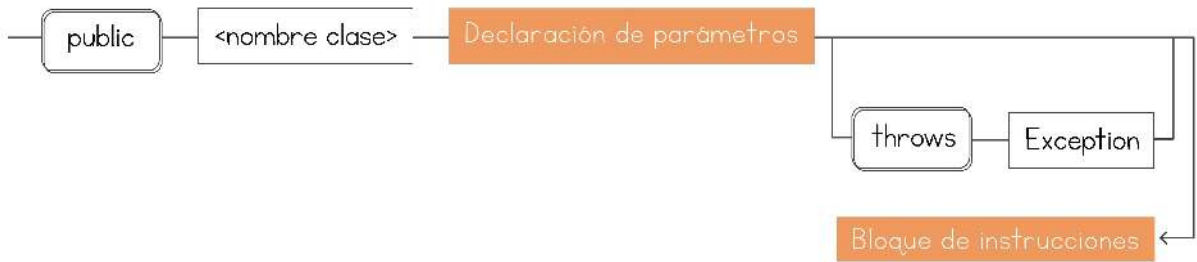 public <nombre clase> Declaración de parámetros
throws Exception
Bloque de instrucciones